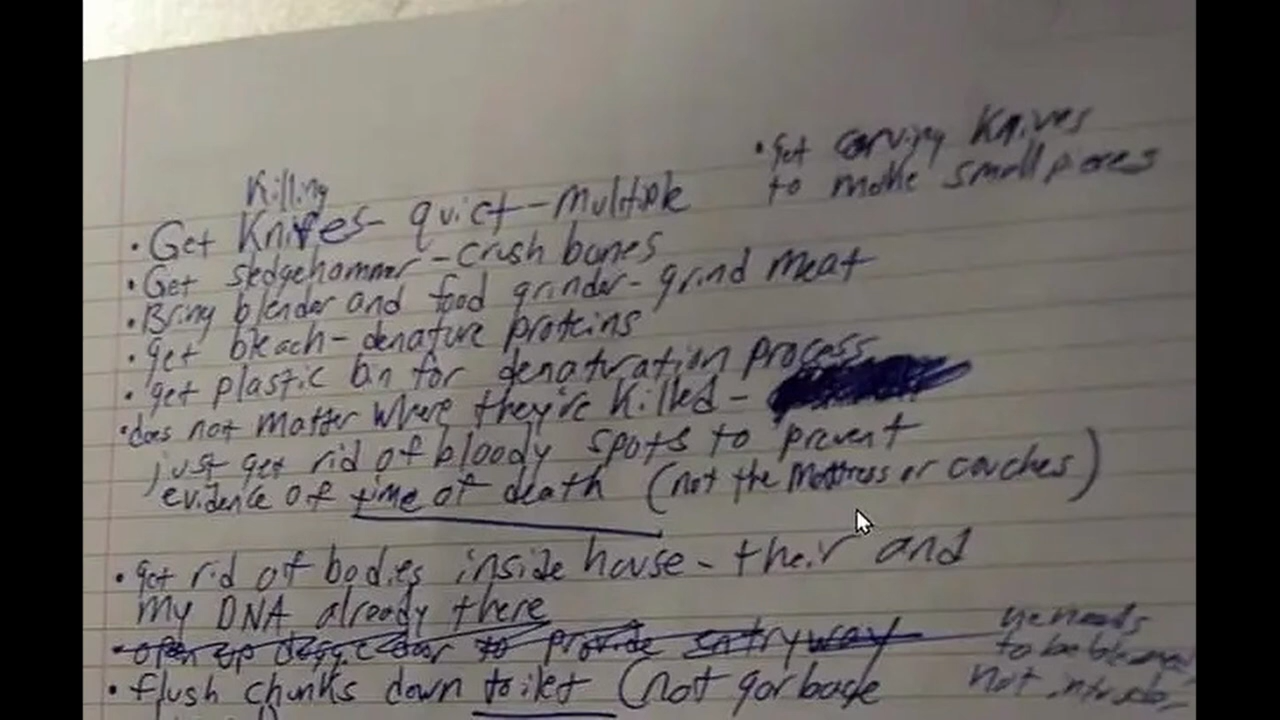 • get carving knives
to make small pieces
Killing
• Get Knives - quiet - multiple
• Get sledgehammer - crush bones
• Bring blender and food grinder - grind meat
• get bleach - denature proteins
• get plastic bin for denaturation process
• does not matter where they're killed -
just get rid of bloody spots to prevent
evidence of time of death (not the mattress or couches)
• get rid of bodies inside house - their and
my DNA already there
to provide entryway
he needs
to be blamed,
not intruder
• flush chunks down toilet (not garbage